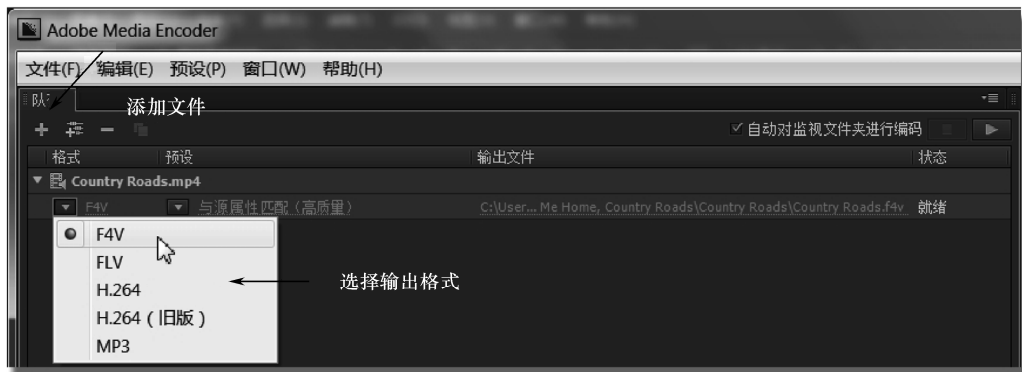 Adobe Media Encoder
文件(F) 编辑(E) 预设(P) 窗口(W) 帮助(H)
队
添加文件
自动对监视文件夹进行编码
格式 预设 输出文件 状态
Country Roads.mp4
F4V 与源属性匹配（高质量） C:\User... Me Home, Country Roads\Country Roads\Country Roads.f4v 就绪
F4V
FLV
选择输出格式
H.264
H.264（旧版）
MP3